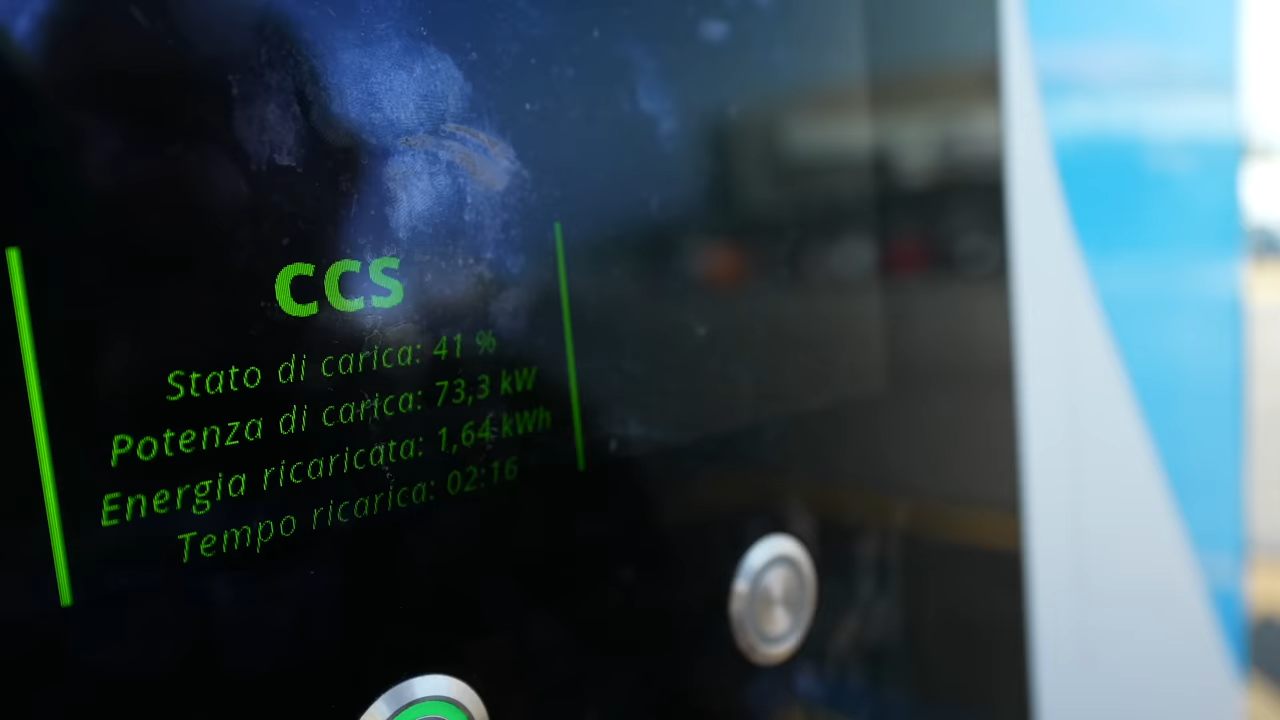 CCS
Stato di carica: 41 %
Potenza di carica: 73,3 kW
Energia ricaricata: 1,64 kWh
Tempo ricarica: 02:16